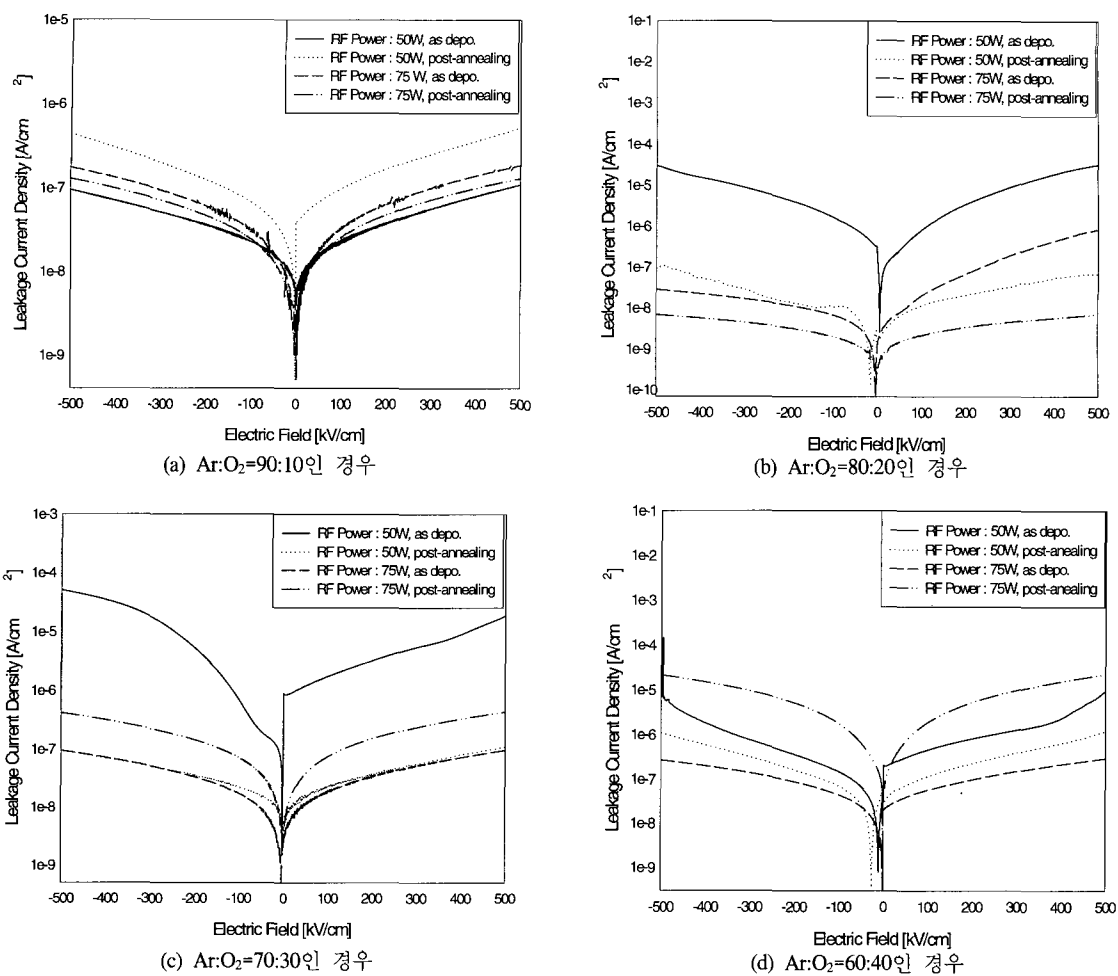 1e-5
1e-6
1e-7
1e-8
1e-9
Leakage Current Density [A/cm
2]
RF Power : 50W, as depo.
RF Power : 50W, post-annealing
RF Power : 75 W, as depo.
RF Power : 75W, post-annealing
-500 -400 -300 -200 -100 0 100 200 300 400 500
Electric Field [kV/cm]
(a) Ar:O₂=90:10인 경우
1e-1
1e-2
1e-3
1e-4
1e-5
1e-6
1e-7
1e-8
1e-9
1e-10
Leakage Current Density [A/cm
2]
RF Power : 50W, as depo.
RF Power : 50W, post-annealing
RF Power : 75W, as depo.
RF Power : 75W, post-annealing
-500 -400 -300 -200 -100 0 100 200 300 400 500
Electric Field [kV/cm]
(b) Ar:O₂=80:20인 경우
1e-3
1e-4
1e-5
1e-6
1e-7
1e-8
1e-9
Leakage Current Density [A/cm
2]
RF Power : 50W, as depo.
RF Power : 50W, post-annealing
RF Power : 75W, as depo.
RF Power : 75W, post-annealing
-500 -400 -300 -200 -100 0 100 200 300 400 500
Electric Field [kV/cm]
(c) Ar:O₂=70:30인 경우
1e-1
1e-2
1e-3
1e-4
1e-5
1e-6
1e-7
1e-8
1e-9
Leakage Current Density [A/cm
2]
RF Power : 50W, as depo.
RF Power : 50W, post-annealing
RF Power : 75W, as depo.
RF Power : 75W, post-annealing
-500 -400 -300 -200 -100 0 100 200 300 400 500
Electric Field [kV/cm]
(d) Ar:O₂=60:40인 경우